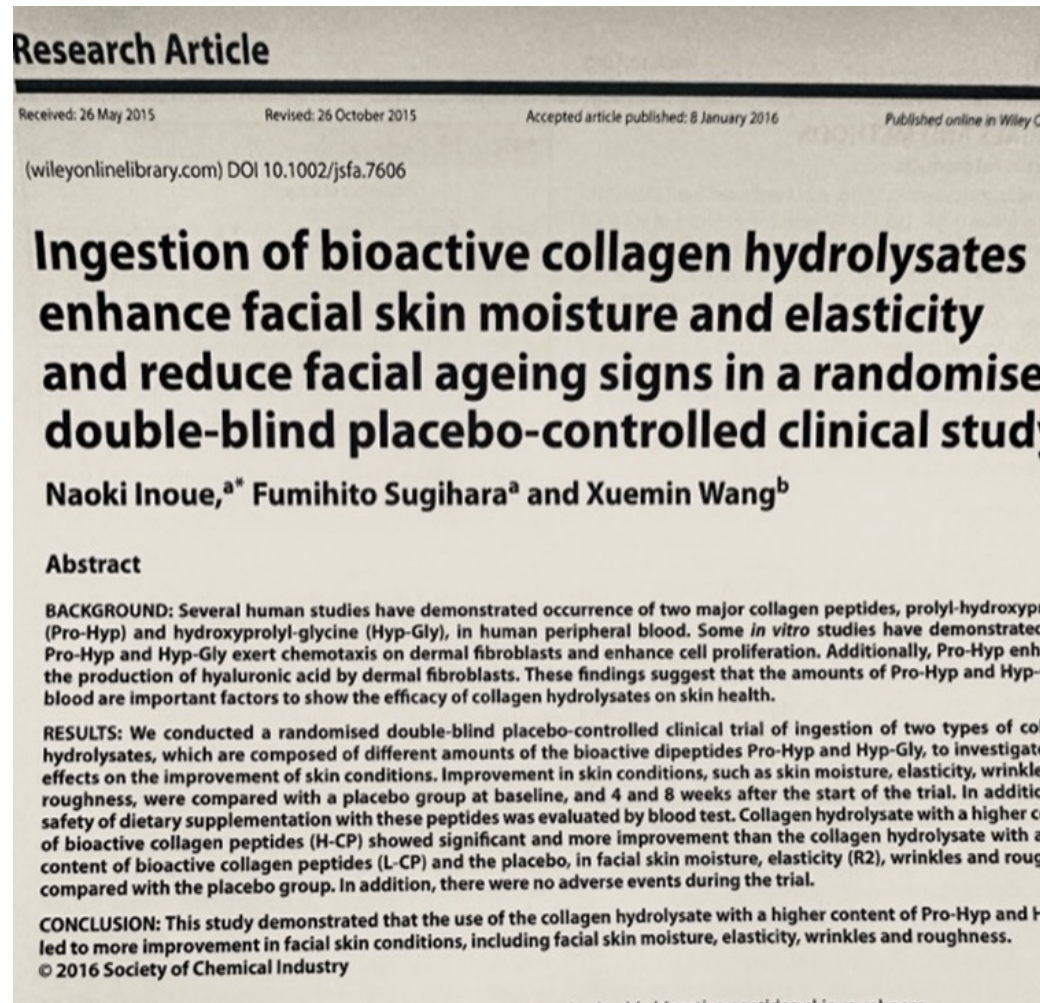 Research Article
Received: 26 May 2015 Revised: 26 October 2015 Accepted article published: 8 January 2016 Published online in Wiley
(wileyonlinelibrary.com) DOI 10.1002/jsfa.7606
Ingestion of bioactive collagen hydrolysates
enhance facial skin moisture and elasticity
and reduce facial ageing signs in a randomise
double-blind placebo-controlled clinical study
Naoki Inoue,ᵃ* Fumihito Sugiharaᵃ and Xuemin Wangᵇ
Abstract
BACKGROUND: Several human studies have demonstrated occurrence of two major collagen peptides, prolyl-hydroxypr
(Pro-Hyp) and hydroxyprolyl-glycine (Hyp-Gly), in human peripheral blood. Some in vitro studies have demonstrated
Pro-Hyp and Hyp-Gly exert chemotaxis on dermal fibroblasts and enhance cell proliferation. Additionally, Pro-Hyp enh
the production of hyaluronic acid by dermal fibroblasts. These findings suggest that the amounts of Pro-Hyp and Hyp-
blood are important factors to show the efficacy of collagen hydrolysates on skin health.
RESULTS: We conducted a randomised double-blind placebo-controlled clinical trial of ingestion of two types of co
hydrolysates, which are composed of different amounts of the bioactive dipeptides Pro-Hyp and Hyp-Gly, to investigate
effects on the improvement of skin conditions. Improvement in skin conditions, such as skin moisture, elasticity, wrinkle
roughness, were compared with a placebo group at baseline, and 4 and 8 weeks after the start of the trial. In additio
safety of dietary supplementation with these peptides was evaluated by blood test. Collagen hydrolysate with a higher c
of bioactive collagen peptides (H-CP) showed significant and more improvement than the collagen hydrolysate with a
content of bioactive collagen peptides (L-CP) and the placebo, in facial skin moisture, elasticity (R2), wrinkles and roug
compared with the placebo group. In addition, there were no adverse events during the trial.
CONCLUSION: This study demonstrated that the use of the collagen hydrolysate with a higher content of Pro-Hyp and H
led to more improvement in facial skin conditions, including facial skin moisture, elasticity, wrinkles and roughness.
© 2016 Society of Chemical Industry